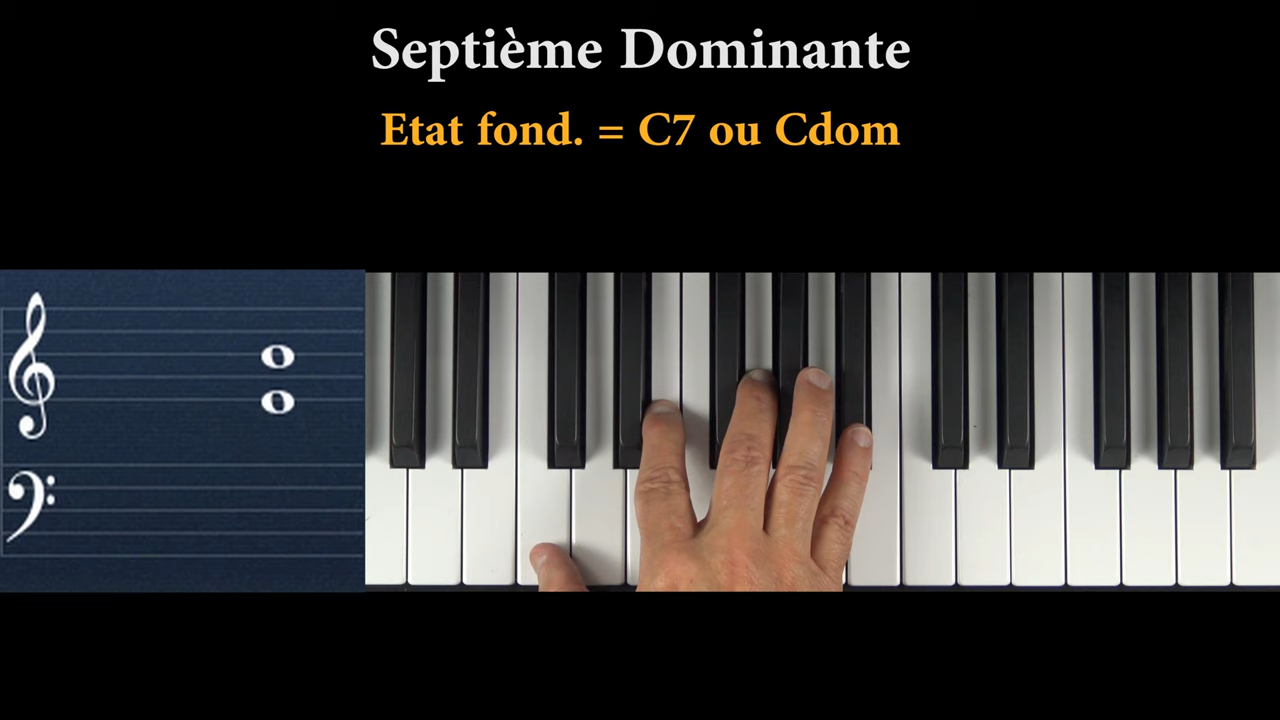 Septième Dominante
Etat fond. = C7 ou Cdom